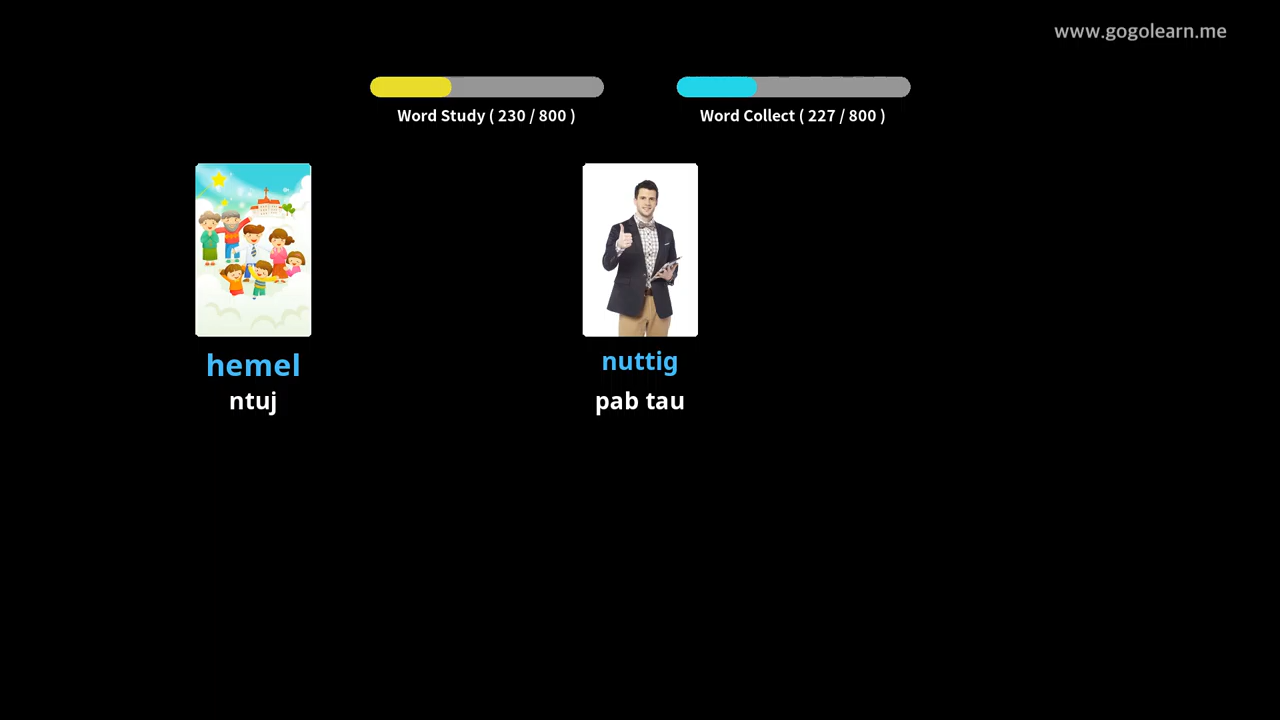 www.gogolearn.me
Word Study ( 230 / 800 )
Word Collect ( 227 / 800 )
hemel
ntuj
nuttig
pab tau